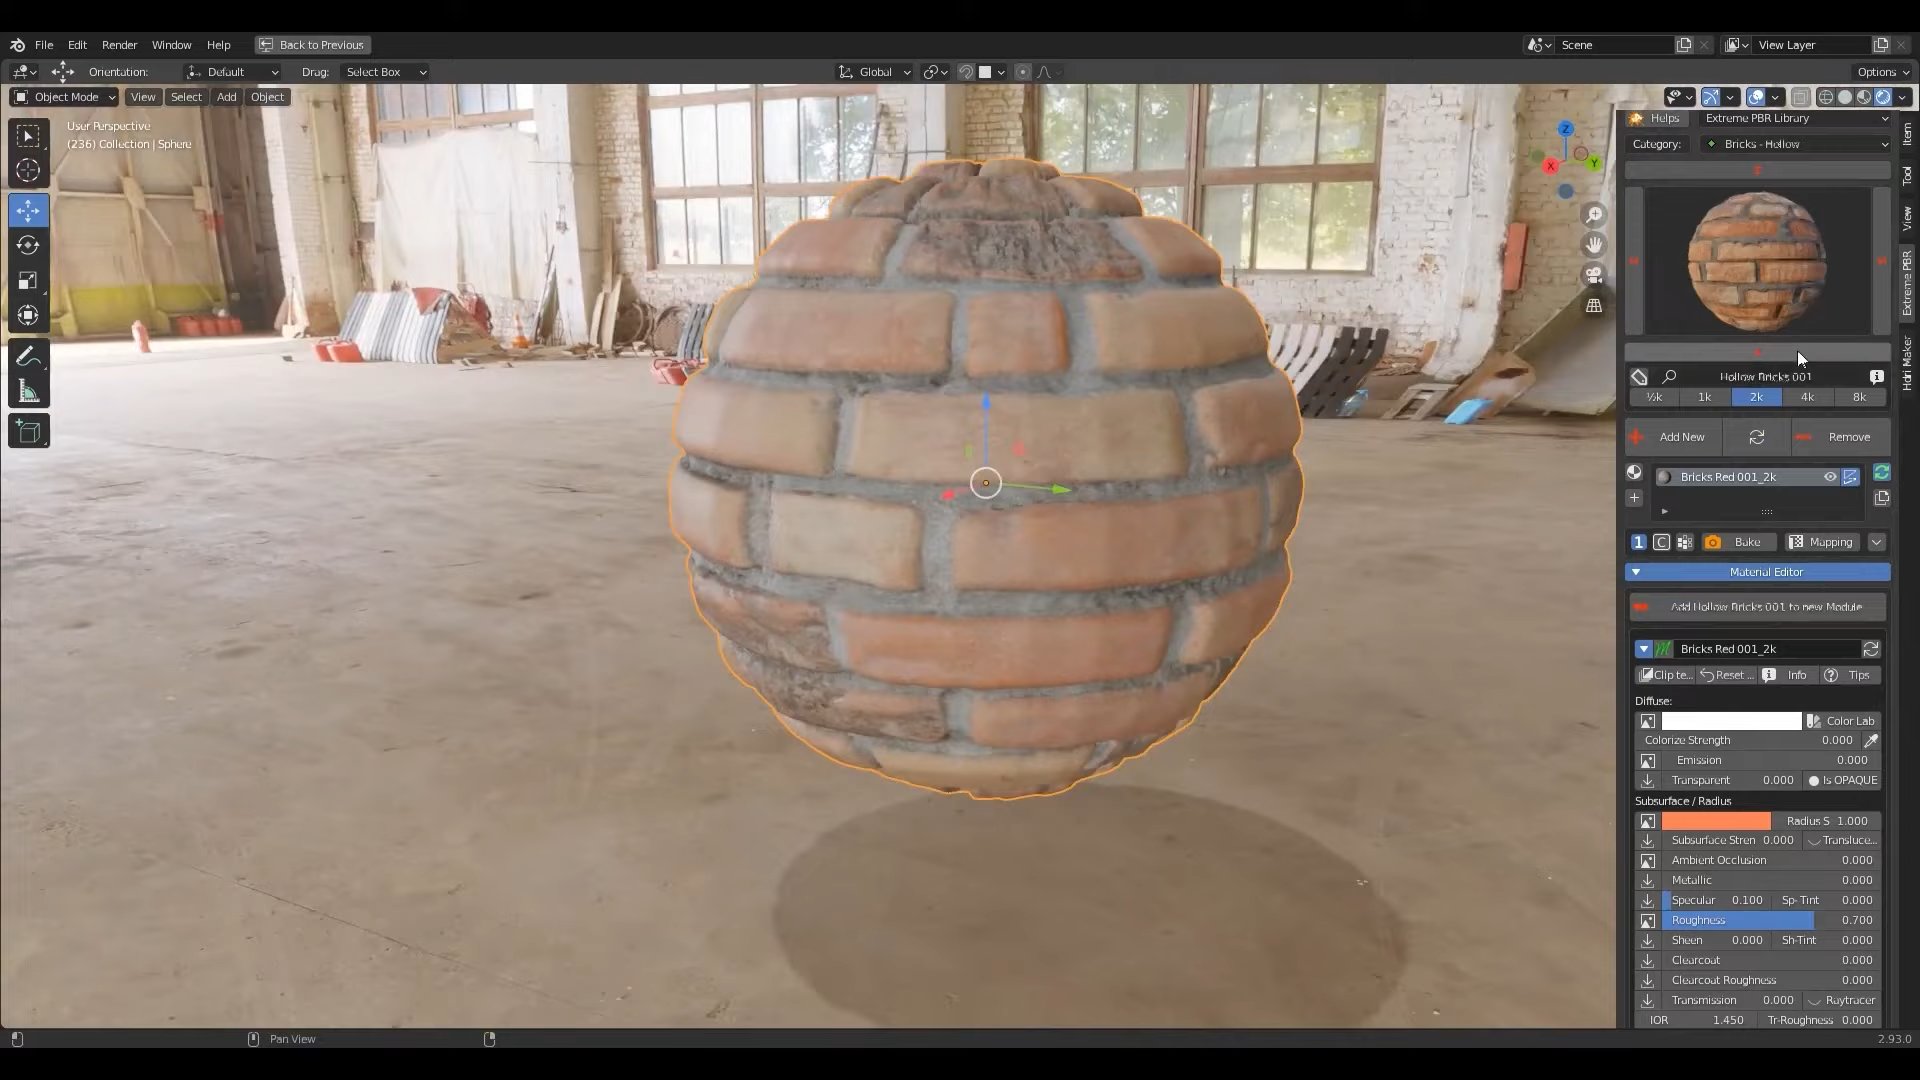 File Edit Render Window Help Back to Previous Scene View Layer
Orientation: Default Drag: Select Box Global Options
Object Mode View Select Add Object
User Perspective
(236) Collection | Sphere
Z
X Y
Helps Extreme PBR Library
Category: Bricks - Hollow
Hollow Bricks 001
½k 1k 2k 4k 8k
Add New Remove
Bricks Red 001_2k
1 C Bake Mapping
Material Editor
Add Hollow Bricks 001 to new Module
Bricks Red 001_2k
Clip te... Reset ... Info Tips
Diffuse:
Color Lab
Colorize Strength 0.000
Emission 0.000
Transparent 0.000 Is OPAQUE
Subsurface / Radius
Radius S 1.000
Subsurface Stren 0.000 Transluce...
Ambient Occlusion 0.000
Metallic 0.000
Specular 0.100 Sp-Tint 0.000
Roughness 0.700
Sheen 0.000 Sh-Tint 0.000
Clearcoat 0.000
Clearcoat Roughness 0.000
Transmission 0.000 Raytracer
IOR 1.450 Tr-Roughness 0.000
Item
Tool
View
Extreme PBR
Hdri Maker
Pan View 2.93.0